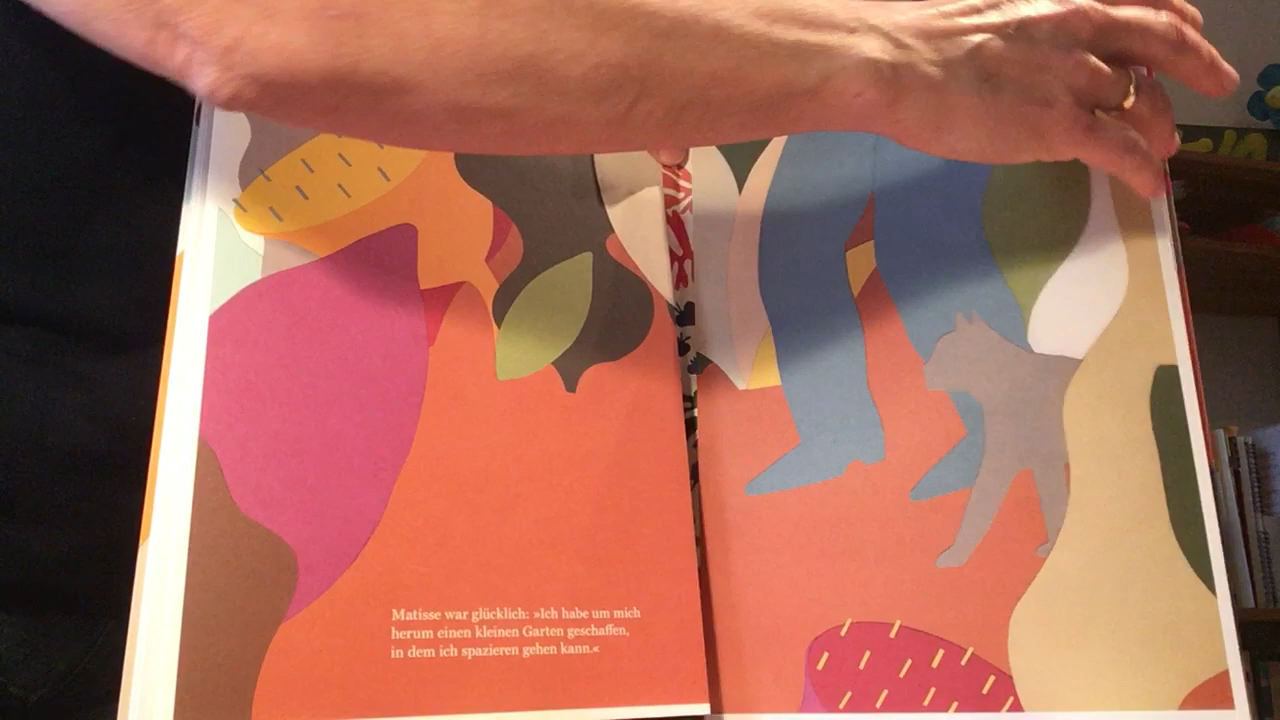 Matisse war glücklich: »Ich habe um mich
herum einen kleinen Garten geschaffen,
in dem ich spazieren gehen kann.«